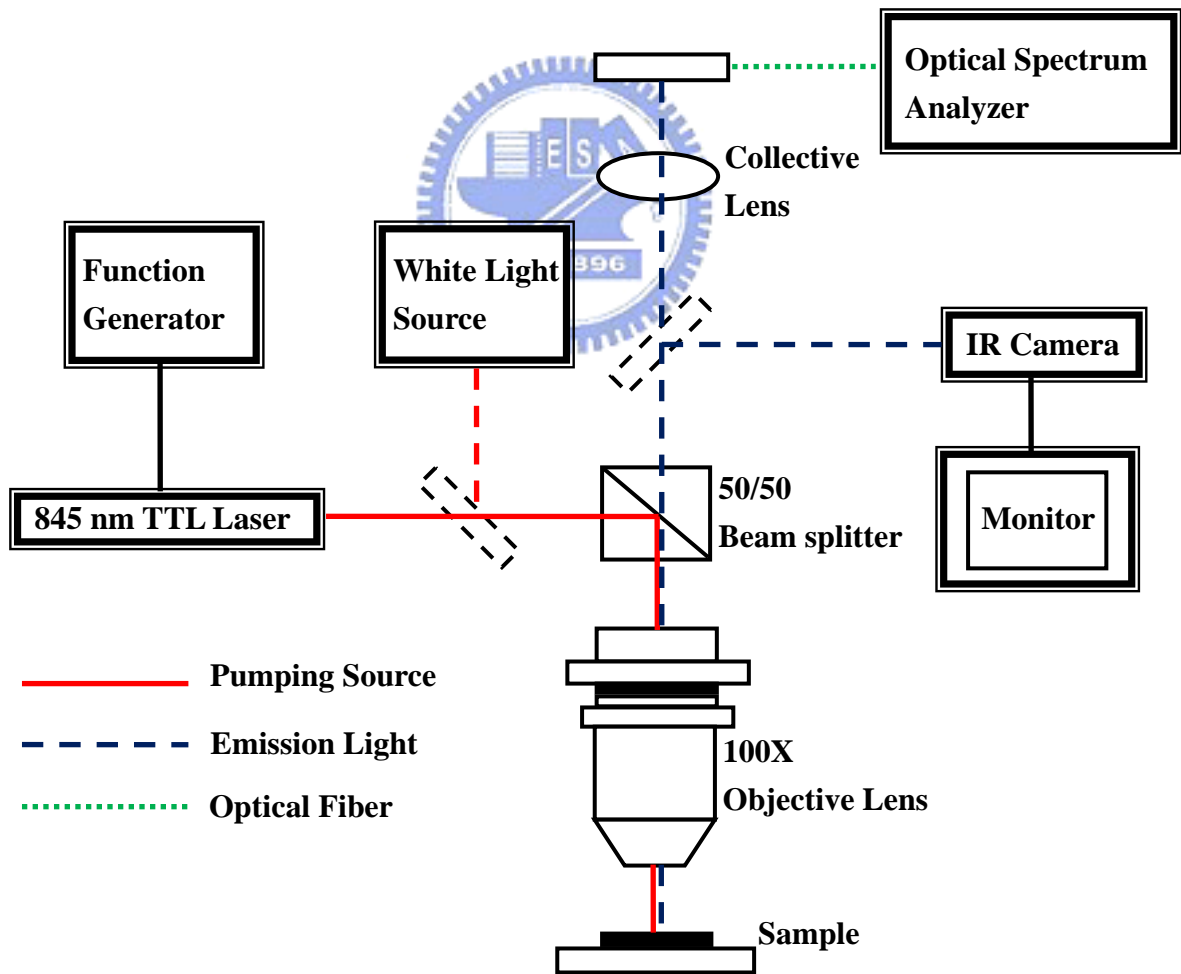 Optical Spectrum
Analyzer
Collective
Lens
E S
Function
Generator
White Light
Source
1896
IR Camera
845 nm TTL Laser
50/50
Beam splitter
Monitor
Pumping Source
Emission Light
100X
Objective Lens
Optical Fiber
Sample